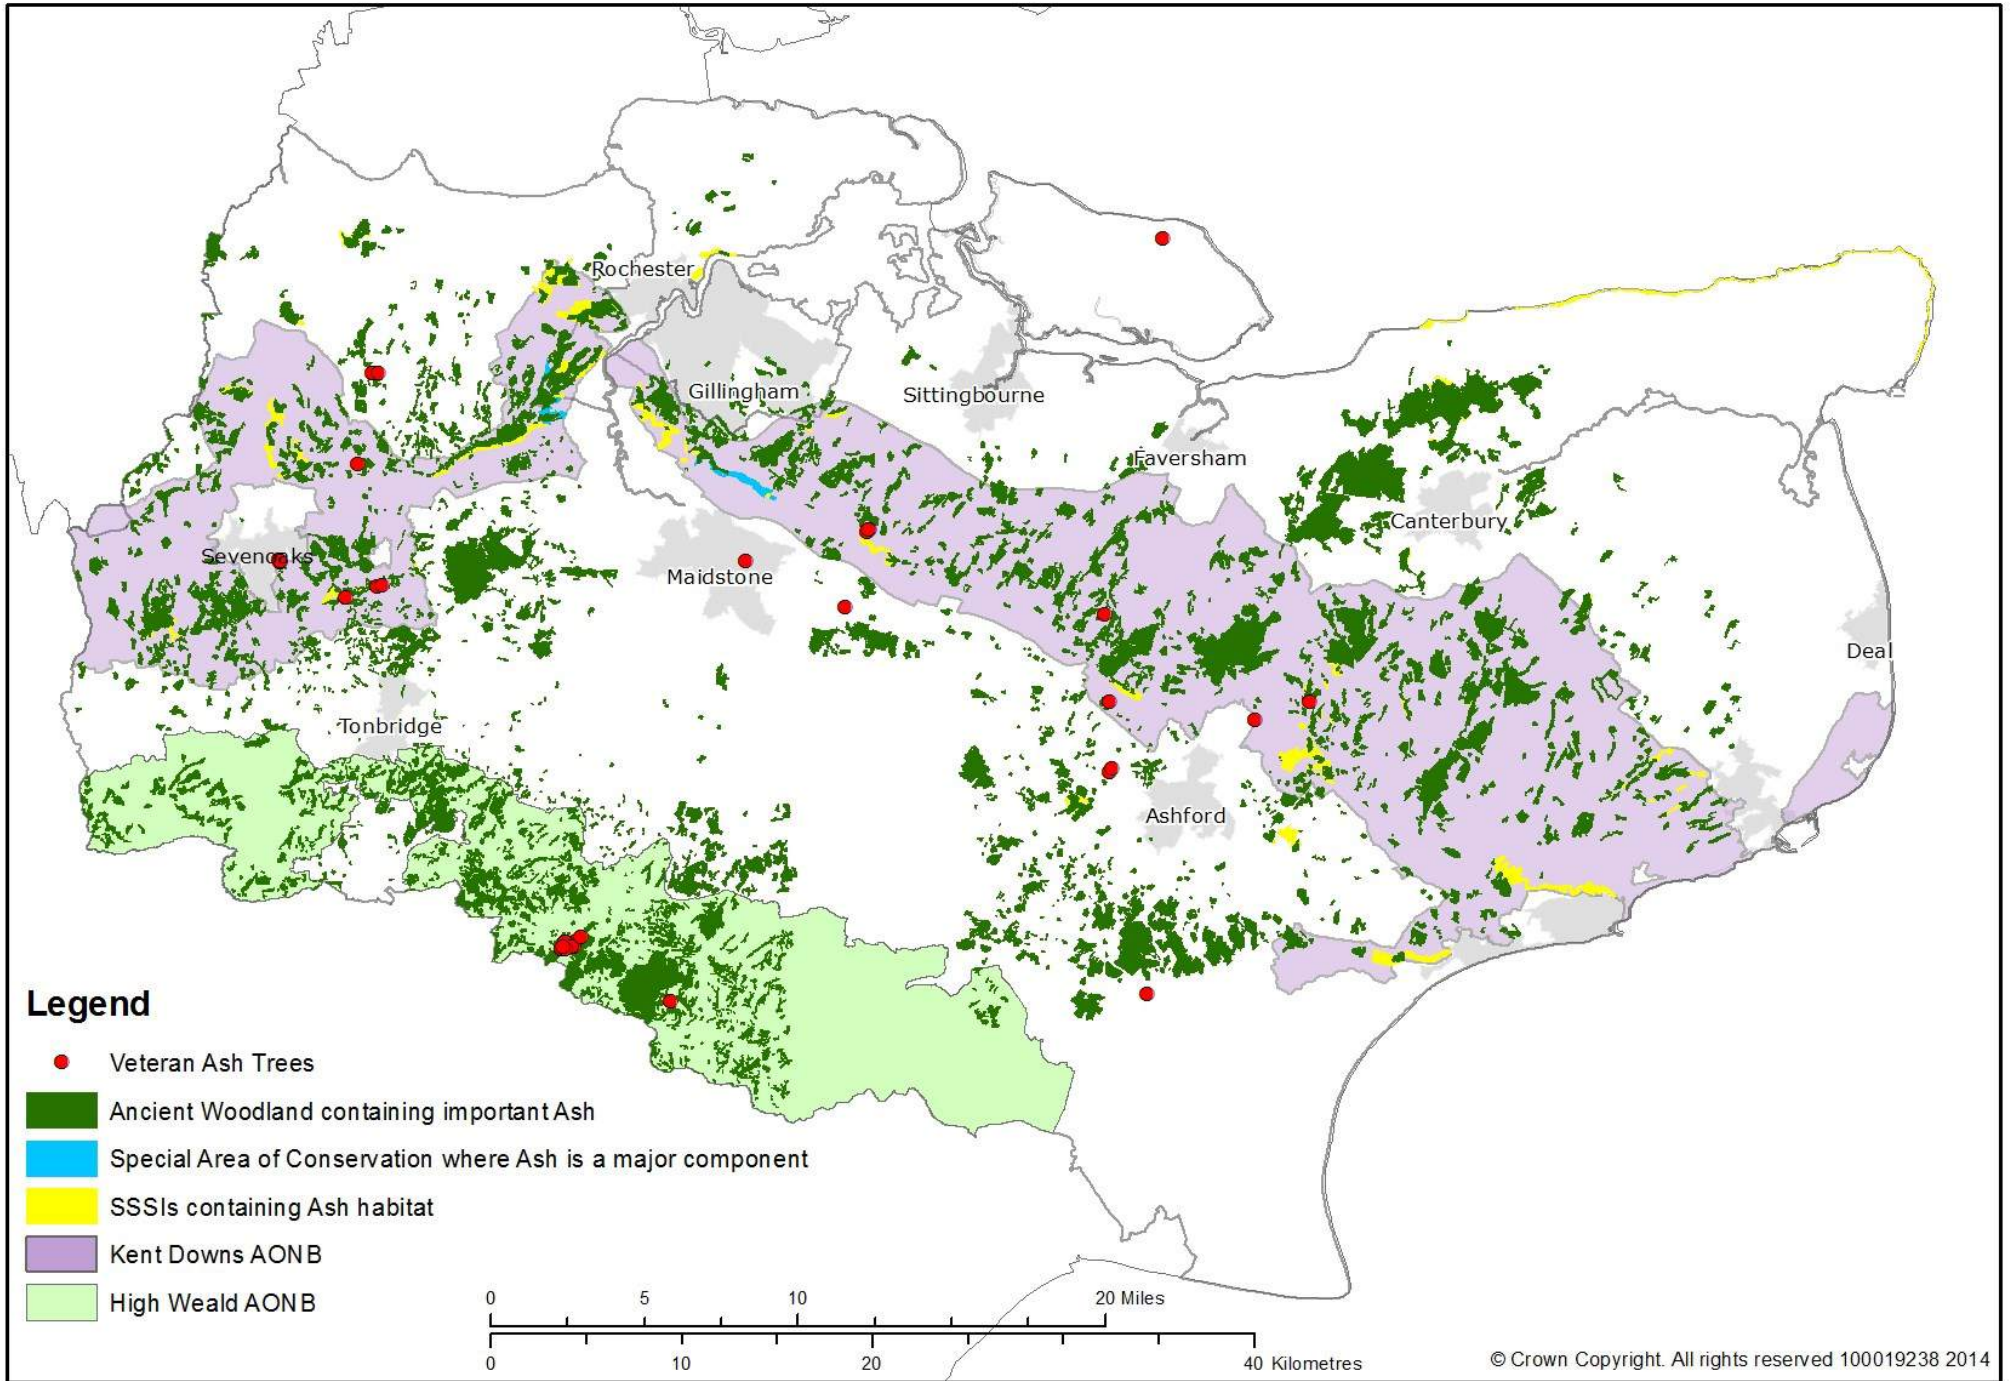 Rochester
Gillingham
Sittingbourne
Faversham
Canterbury
Sevenoaks
Maidstone
Deal
Tonbridge
Ashford
Legend
Veteran Ash Trees
Ancient Woodland containing important Ash
Special Area of Conservation where Ash is a major component
SSSIs containing Ash habitat
Kent Downs AONB
High Weald AONB
0 5 10 20 Miles
0 10 20 40 Kilometres
© Crown Copyright. All rights reserved 100019238 2014